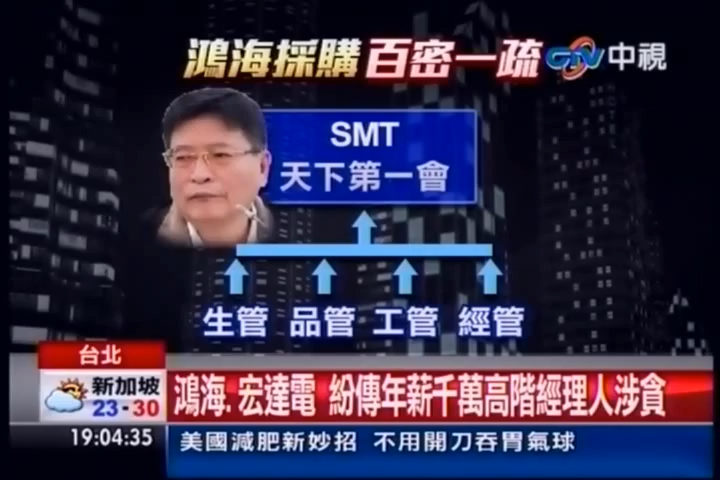 鴻海採購 百密一疏 CTV中視
SMT
天下第一會
生管 品管 工管 經管
台北
新加坡
23-30
鴻海.宏達電 紛傳年薪千萬高階經理人涉貪
19:04:35
美國減肥新妙招 不用開刀吞胃氣球